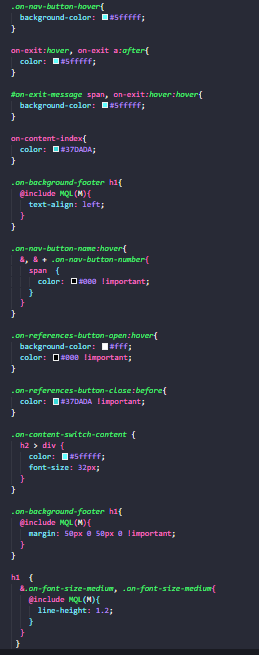 .on-nav-button-hover{
background-color: #5fffff;
}
on-exit:hover, on-exit a:after{
color: #5fffff;
}
#on-exit-message span, on-exit:hover:hover{
background-color: #5fffff;
}
on-content-index{
color: #37DADA;
}
.on-background-footer h1{
@include MQL(M){
text-align: left;
}
}
.on-nav-button-name:hover{
&, & + .on-nav-button-number{
span {
color: #000 !important;
}
}
}
.on-references-button-open:hover{
background-color: #fff;
color: #000 !important;
}
.on-references-button-close:before{
color: #37DADA !important;
}
.on-content-switch-content {
h2 > div {
color: #5fffff;
font-size: 32px;
}
}
.on-background-footer h1{
@include MQL(M){
margin: 50px 0 50px 0 !important;
}
}
h1 {
&.on-font-size-medium, .on-font-size-medium{
@include MQL(M){
line-height: 1.2;
}
}
}